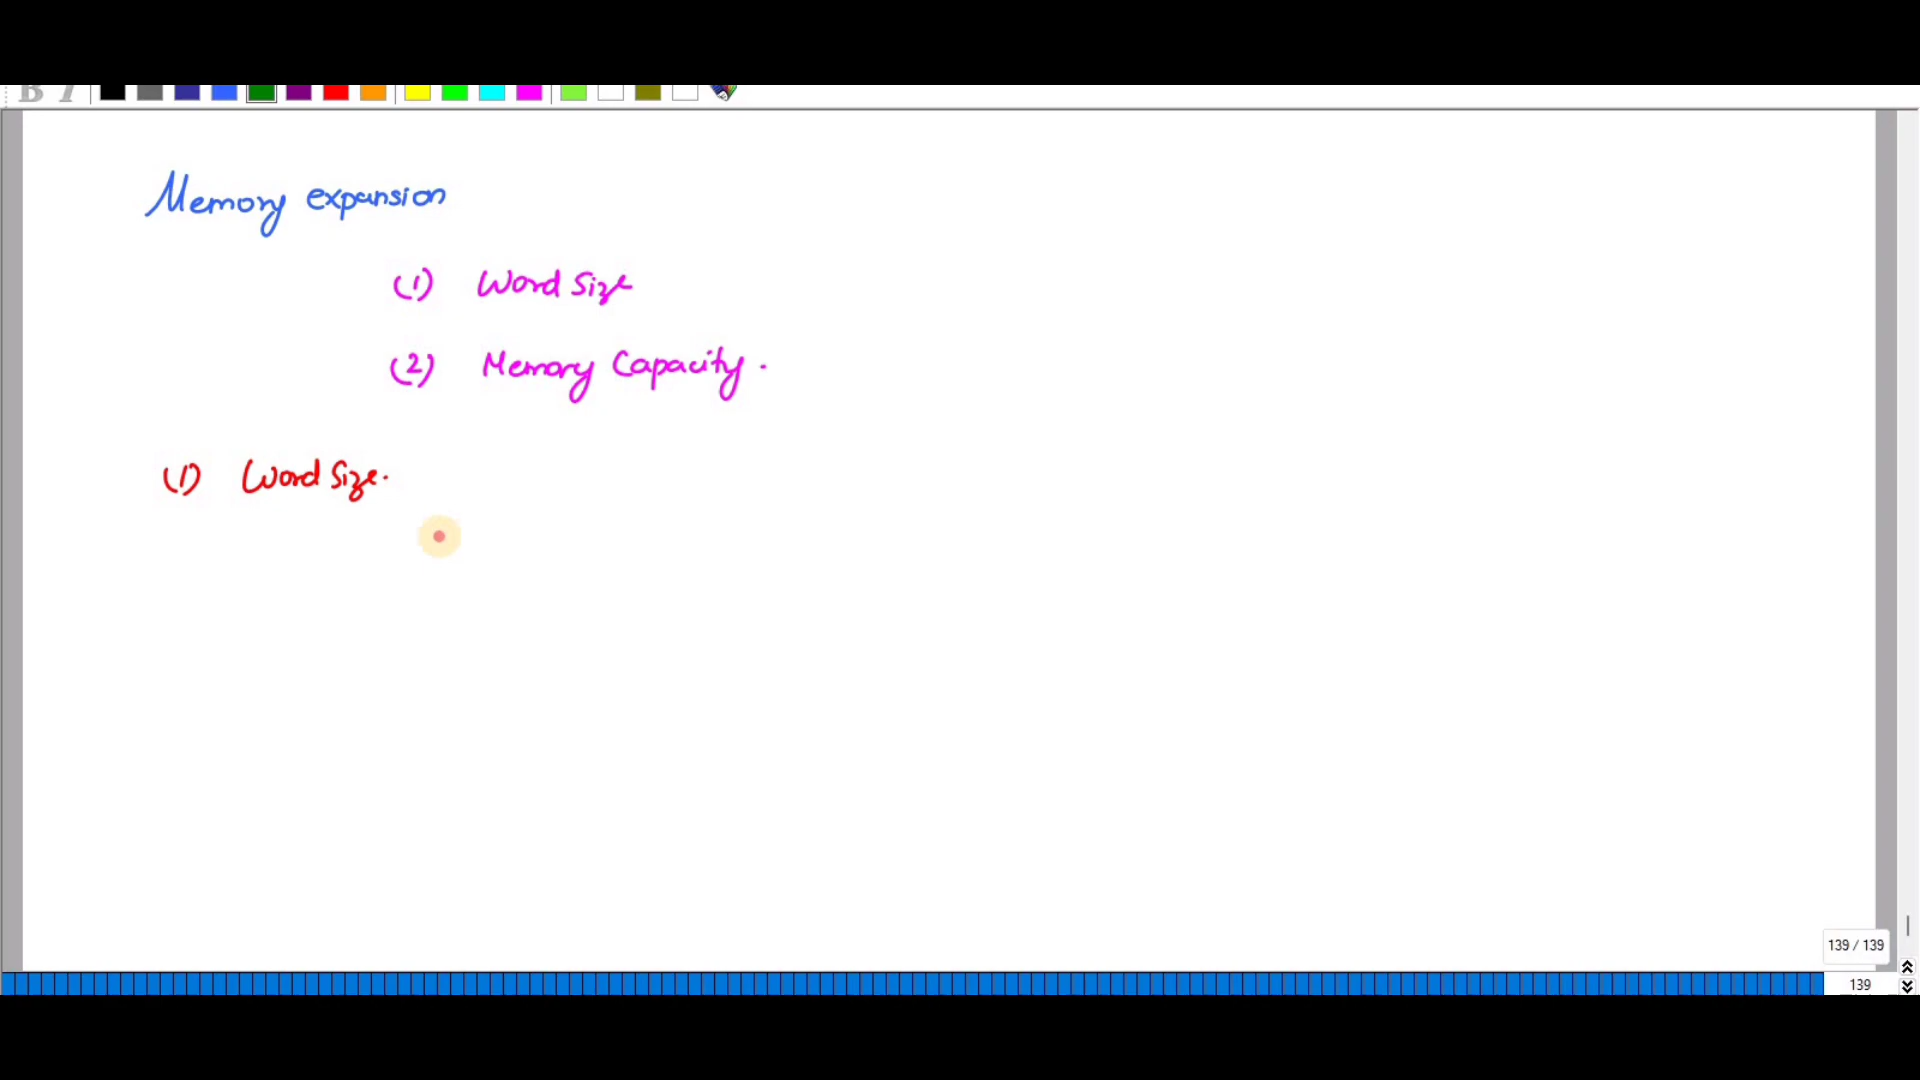 B I
Memory expansion
(1) Word Size
(2) Memory Capacity.
(1) Word Size.
139 / 139
139